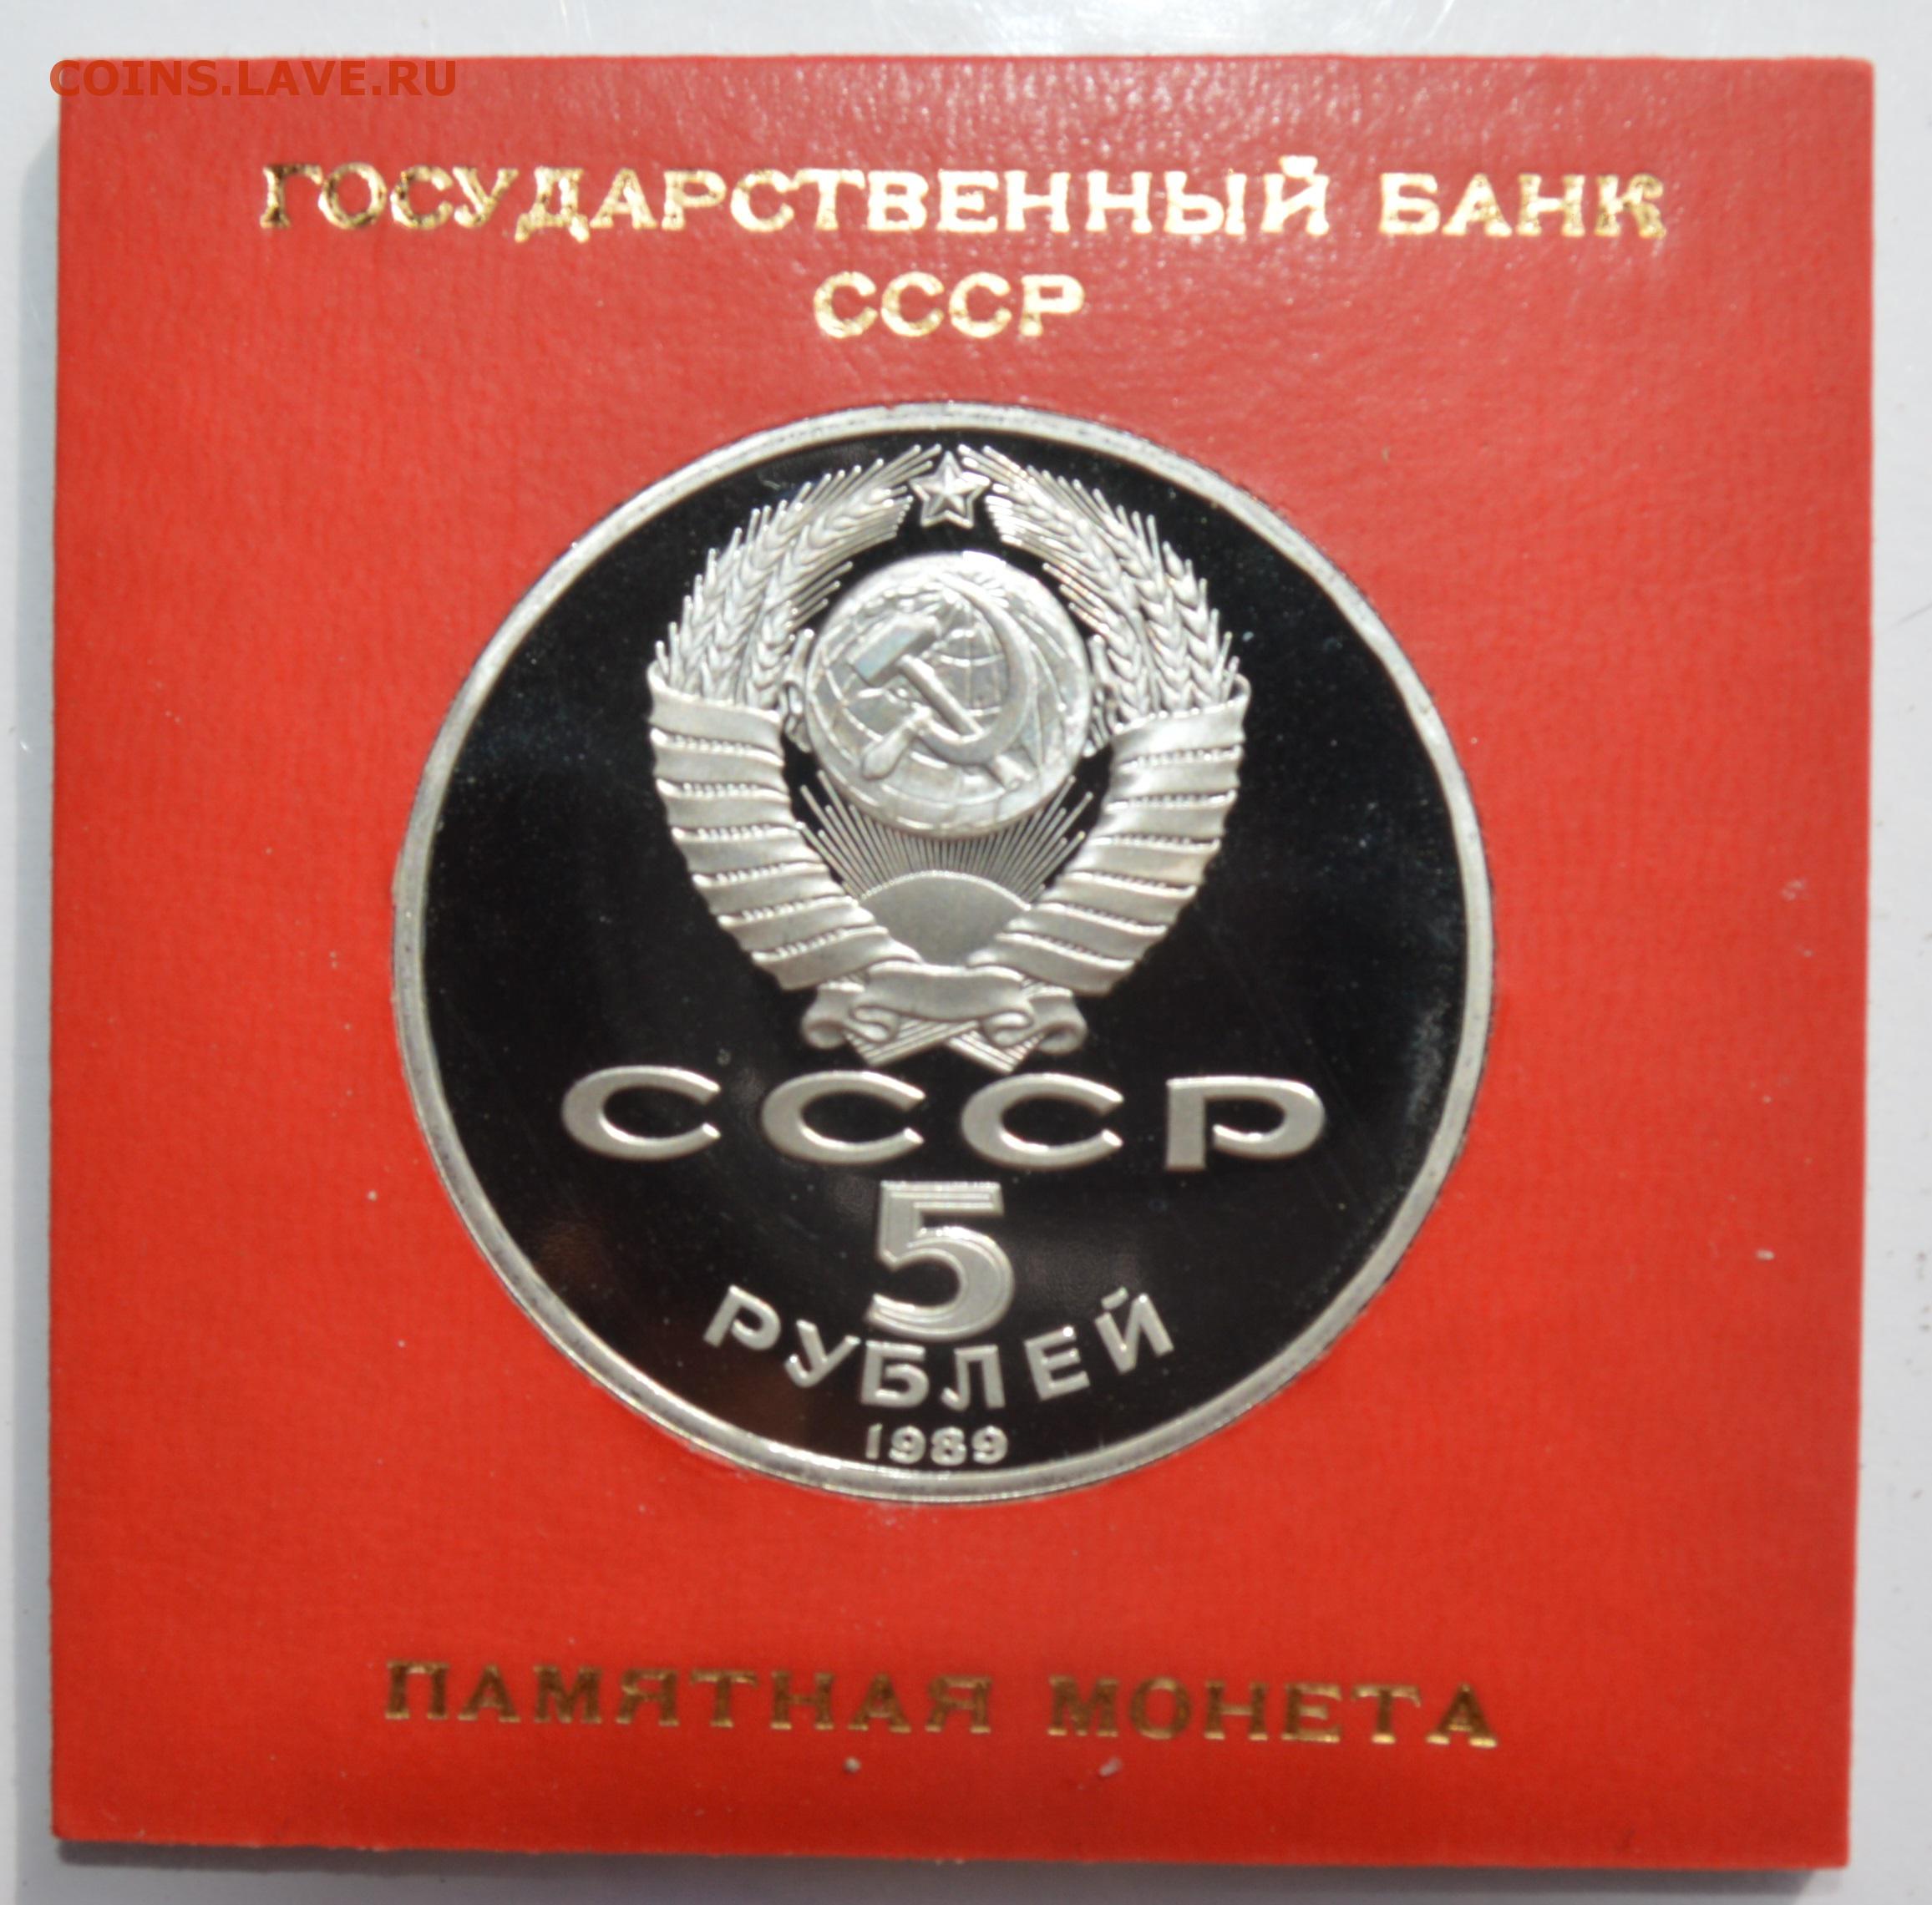 COINS.LAVE.RU
ГОСУДАРСТВЕННЫЙ БАНК
СССР
СССР
5
РУБЛЕЙ
1989
ПАМЯТНАЯ МОНЕТА